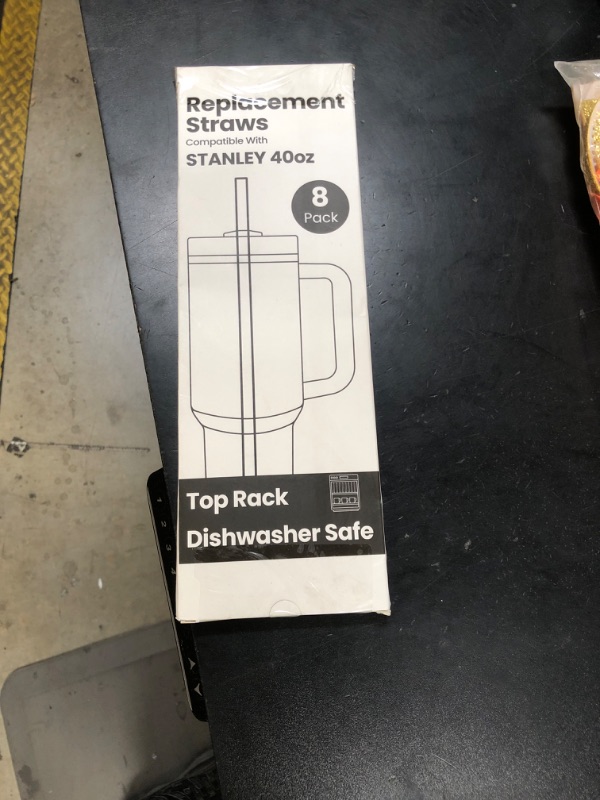 Replacement
Straws
Compatible With
STANLEY 40oz
8
Pack
Top Rack
Dishwasher Safe